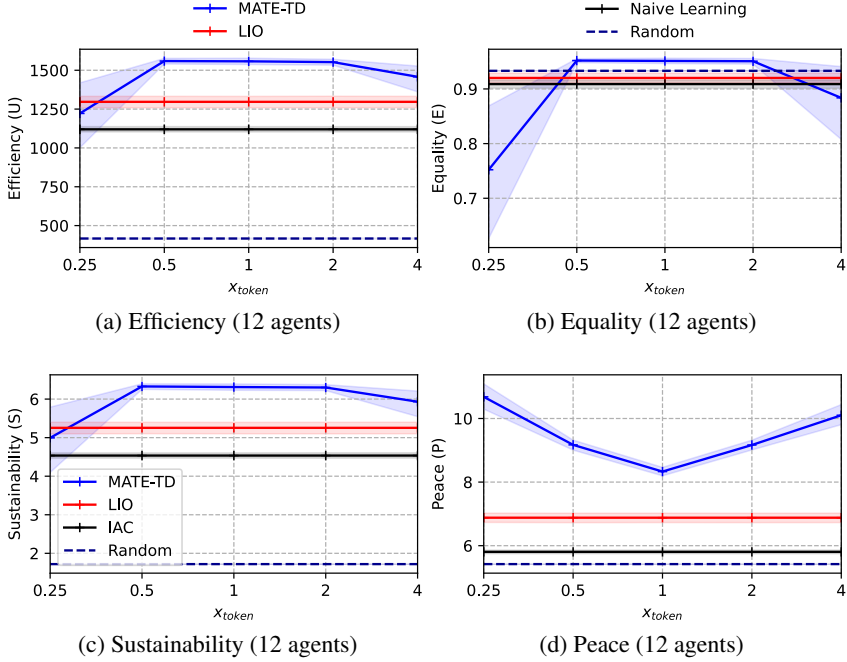 MATE-TD
LIO
Naive Learning
Random
1500
1250
1000
750
500
Efficiency (U)
0.25 0.5 1 2 4
x_token
(a) Efficiency (12 agents)
0.9
0.8
0.7
Equality (E)
0.25 0.5 1 2 4
x_token
(b) Equality (12 agents)
6
5
4
3
2
Sustainability (S)
MATE-TD
LIO
IAC
Random
0.25 0.5 1 2 4
x_token
(c) Sustainability (12 agents)
10
8
6
Peace (P)
0.25 0.5 1 2 4
x_token
(d) Peace (12 agents)